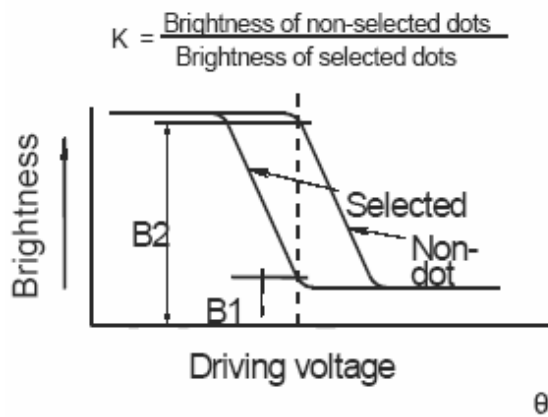 K = Brightness of non-selected dots
Brightness of selected dots
Brightness
B2
Selected
Non-
dot
B1
Driving voltage
θ